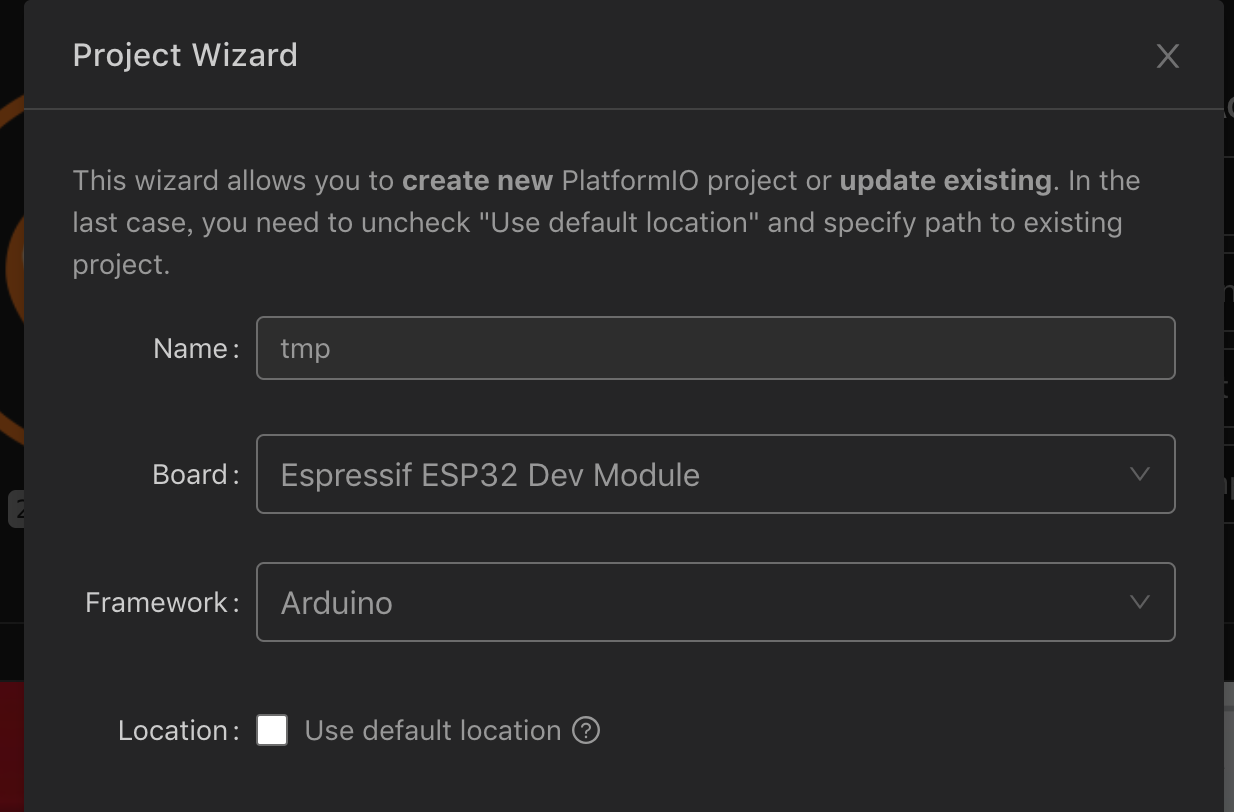 Project Wizard
This wizard allows you to create new PlatformIO project or update existing. In the
last case, you need to uncheck "Use default location" and specify path to existing
project.
Name:
tmp
Board:
Espressif ESP32 Dev Module
Framework:
Arduino
Location:
Use default location ?